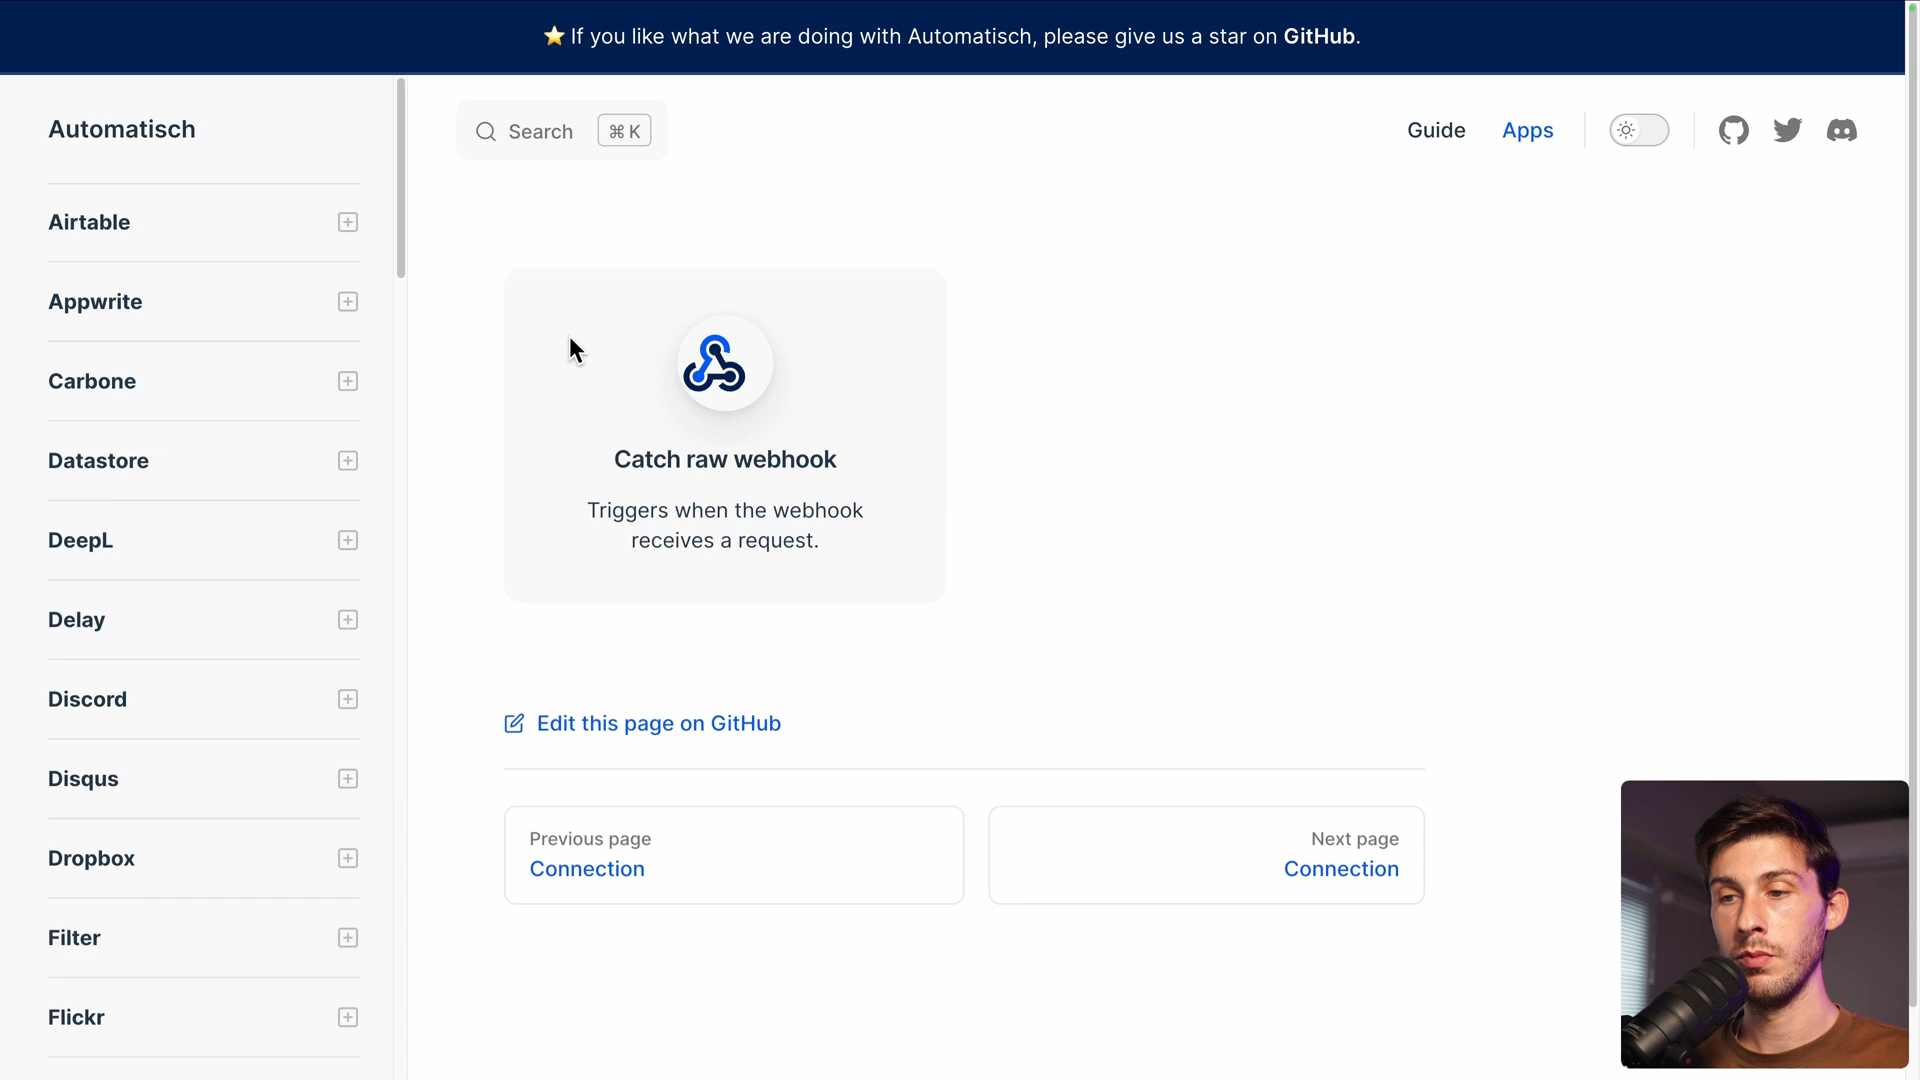 ⭐ If you like what we are doing with Automatisch, please give us a star on GitHub.
Automatisch
Search
⌘ K
Guide
Apps
Airtable
Appwrite
Carbone
Datastore
DeepL
Delay
Discord
Disqus
Dropbox
Filter
Flickr
Catch raw webhook
Triggers when the webhook
receives a request.
Edit this page on GitHub
Previous page
Connection
Next page
Connection